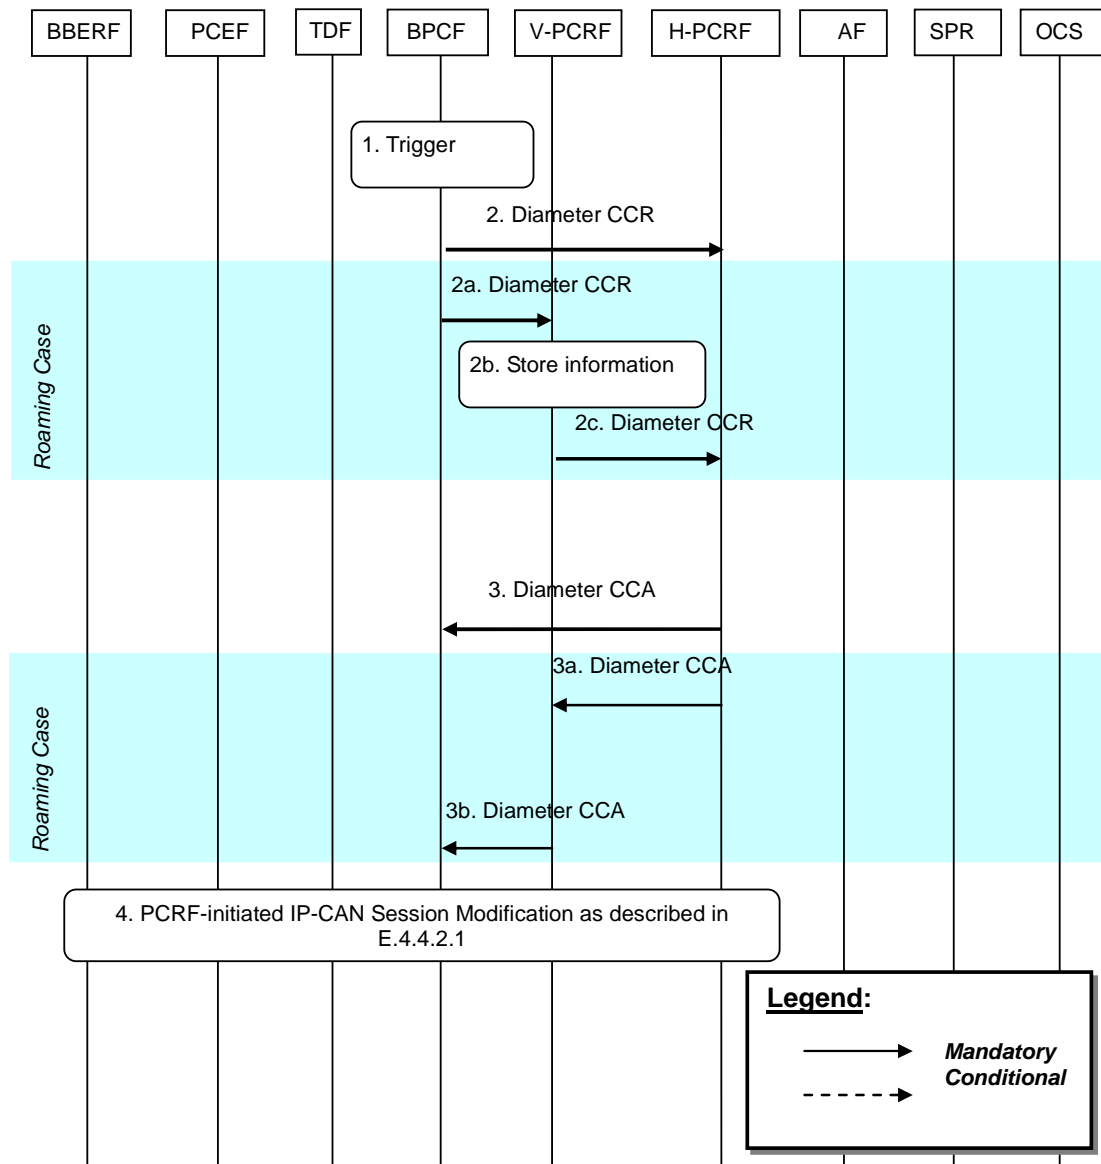 BBERF
PCEF
TDF
BPCF
V-PCRF
H-PCRF
AF
SPR
OCS
1. Trigger
2. Diameter CCR
Roaming Case
2a. Diameter CCR
2b. Store information
2c. Diameter CCR
3. Diameter CCA
Roaming Case
3a. Diameter CCA
3b. Diameter CCA
4. PCRF-initiated IP-CAN Session Modification as described in
E.4.4.2.1
Legend:
Mandatory
Conditional